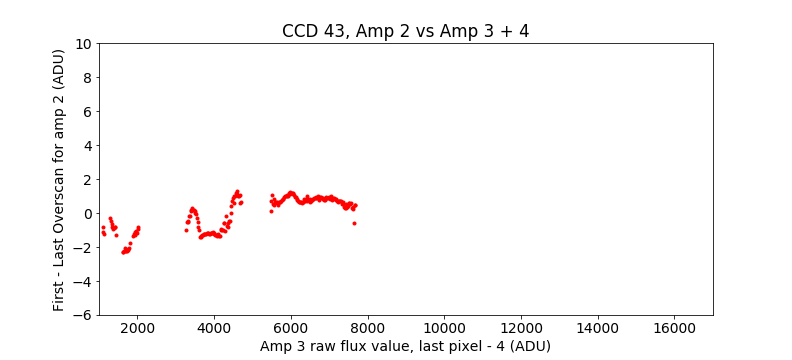 CCD 43, Amp 2 vs Amp 3 + 4
First - Last Overscan for amp 2 (ADU)
10
8
6
4
2
0
−2
−4
−6
2000 4000 6000 8000 10000 12000 14000 16000
Amp 3 raw flux value, last pixel - 4 (ADU)